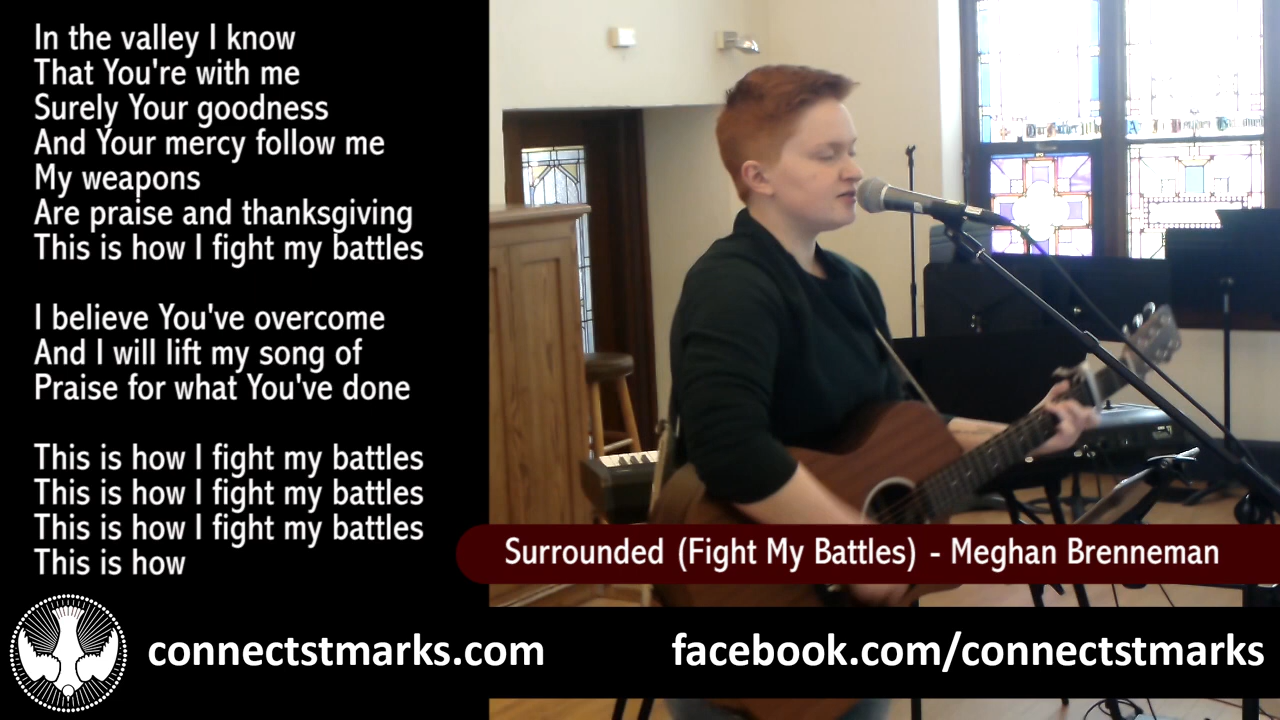 In the valley I know
That You're with me
Surely Your goodness
And Your mercy follow me
My weapons
Are praise and thanksgiving
This is how I fight my battles
I believe You've overcome
And I will lift my song of
Praise for what You've done
This is how I fight my battles
This is how I fight my battles
This is how I fight my battles
This is how
Surrounded (Fight My Battles) - Meghan Brenneman
connectstmarks.com
facebook.com/connectstmarks